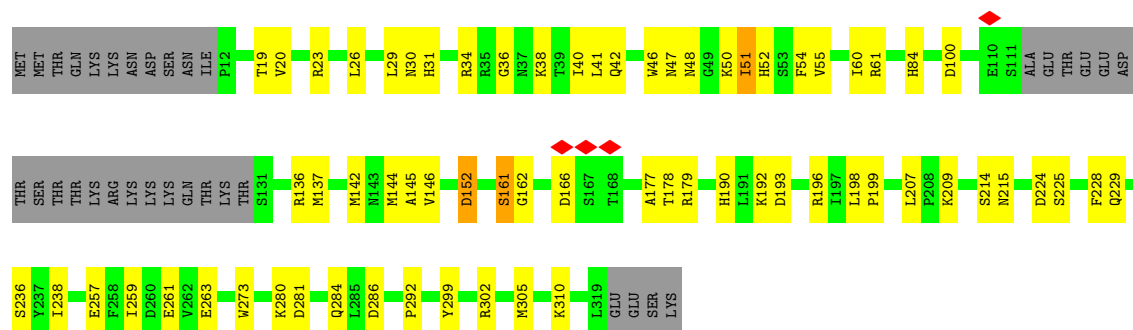 MET MET THR GLN LYS LYS ASN ASP SER ASN ILE P12 T19 V20 R23 L26 L29 N30 H31 R34 R35 G36 N37 K38 T39 I40 L41 Q42 W46 N47 N48 G49 K50 I51 H52 S53 F54 V55 I60 R61 H84 D100 E110 S111 ALA GLU THR GLU GLU ASP
THR SER THR THR LYS ARG LYS LYS LYS GLN THR LYS THR S131 R136 M137 M142 N143 M144 A145 V146 D152 S161 G162 D166 S167 T168 A177 T178 R179 H190 L191 K192 D193 R196 I197 L198 P199 L207 P208 K209 S214 N215 D224 S225 F228 Q229
S236 Y237 I238 E257 F258 I259 D260 E261 V262 E263 W273 K280 D281 Q284 L285 D286 P292 Y299 R302 M305 K310 L319 GLU GLU SER LYS